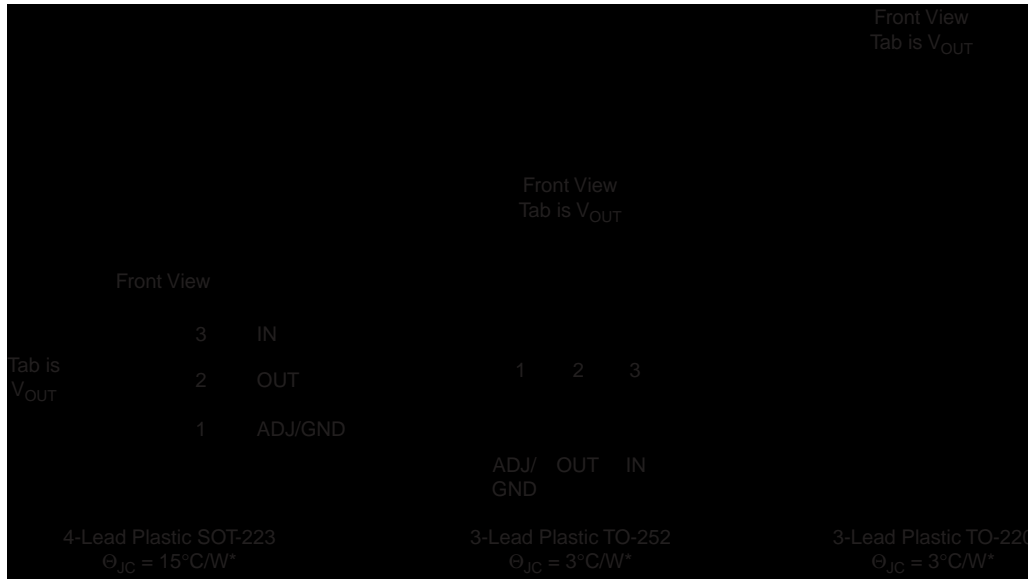 Front View
Tab is VOUT
Front View
Tab is VOUT
Front View
3 IN
Tab is
VOUT
2 OUT
1 ADJ/GND
1 2 3
ADJ/
GND
OUT IN
4-Lead Plastic SOT-223
ΘJC = 15°C/W*
3-Lead Plastic TO-252
ΘJC = 3°C/W*
3-Lead Plastic TO-220
ΘJC = 3°C/W*